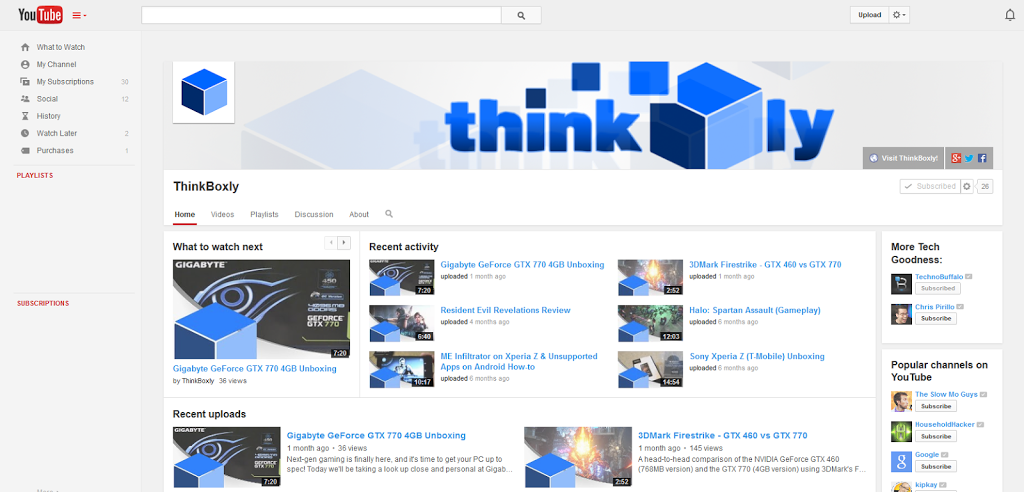 YouTube
Upload
What to Watch
My Channel
My Subscriptions 30
Social 12
History
Watch Later 2
Purchases 1
PLAYLISTS
SUBSCRIPTIONS
think ly
Visit ThinkBoxly!
ThinkBoxly
Subscribed 26
Home Videos Playlists Discussion About
What to watch next
GIGABYTE
GEFORCE
GTX 770
7:20
Gigabyte GeForce GTX 770 4GB Unboxing
by ThinkBoxly 36 views
Recent activity
7:20
Gigabyte GeForce GTX 770 4GB Unboxing
uploaded 1 month ago
2:52
3DMark Firestrike - GTX 460 vs GTX 770
uploaded 1 month ago
6:40
Resident Evil Revelations Review
uploaded 4 months ago
12:03
Halo: Spartan Assault (Gameplay)
uploaded 6 months ago
10:17
ME Infiltrator on Xperia Z & Unsupported
Apps on Android How-to
uploaded 6 months ago
14:54
Sony Xperia Z (T-Mobile) Unboxing
uploaded 6 months ago
Recent uploads
GIGABYTE
7:20
Gigabyte GeForce GTX 770 4GB Unboxing
1 month ago • 36 views
Next-gen gaming is finally here, and it's time to get your PC up to
spec! Today we'll be taking a look up close and personal at Gigab...
2:52
3DMark Firestrike - GTX 460 vs GTX 770
1 month ago • 145 views
A head-to-head comparison of the NVIDIA GeForce GTX 460
(768MB version) and the GTX 770 (4GB version) using 3DMark's F...
More Tech
Goodness:
TechnoBuffalo
Subscribed
Chris Pirillo
Subscribe
Popular channels on
YouTube
The Slow Mo Guys
Subscribe
HouseholdHacker
Subscribe
Google
Subscribe
kipkay